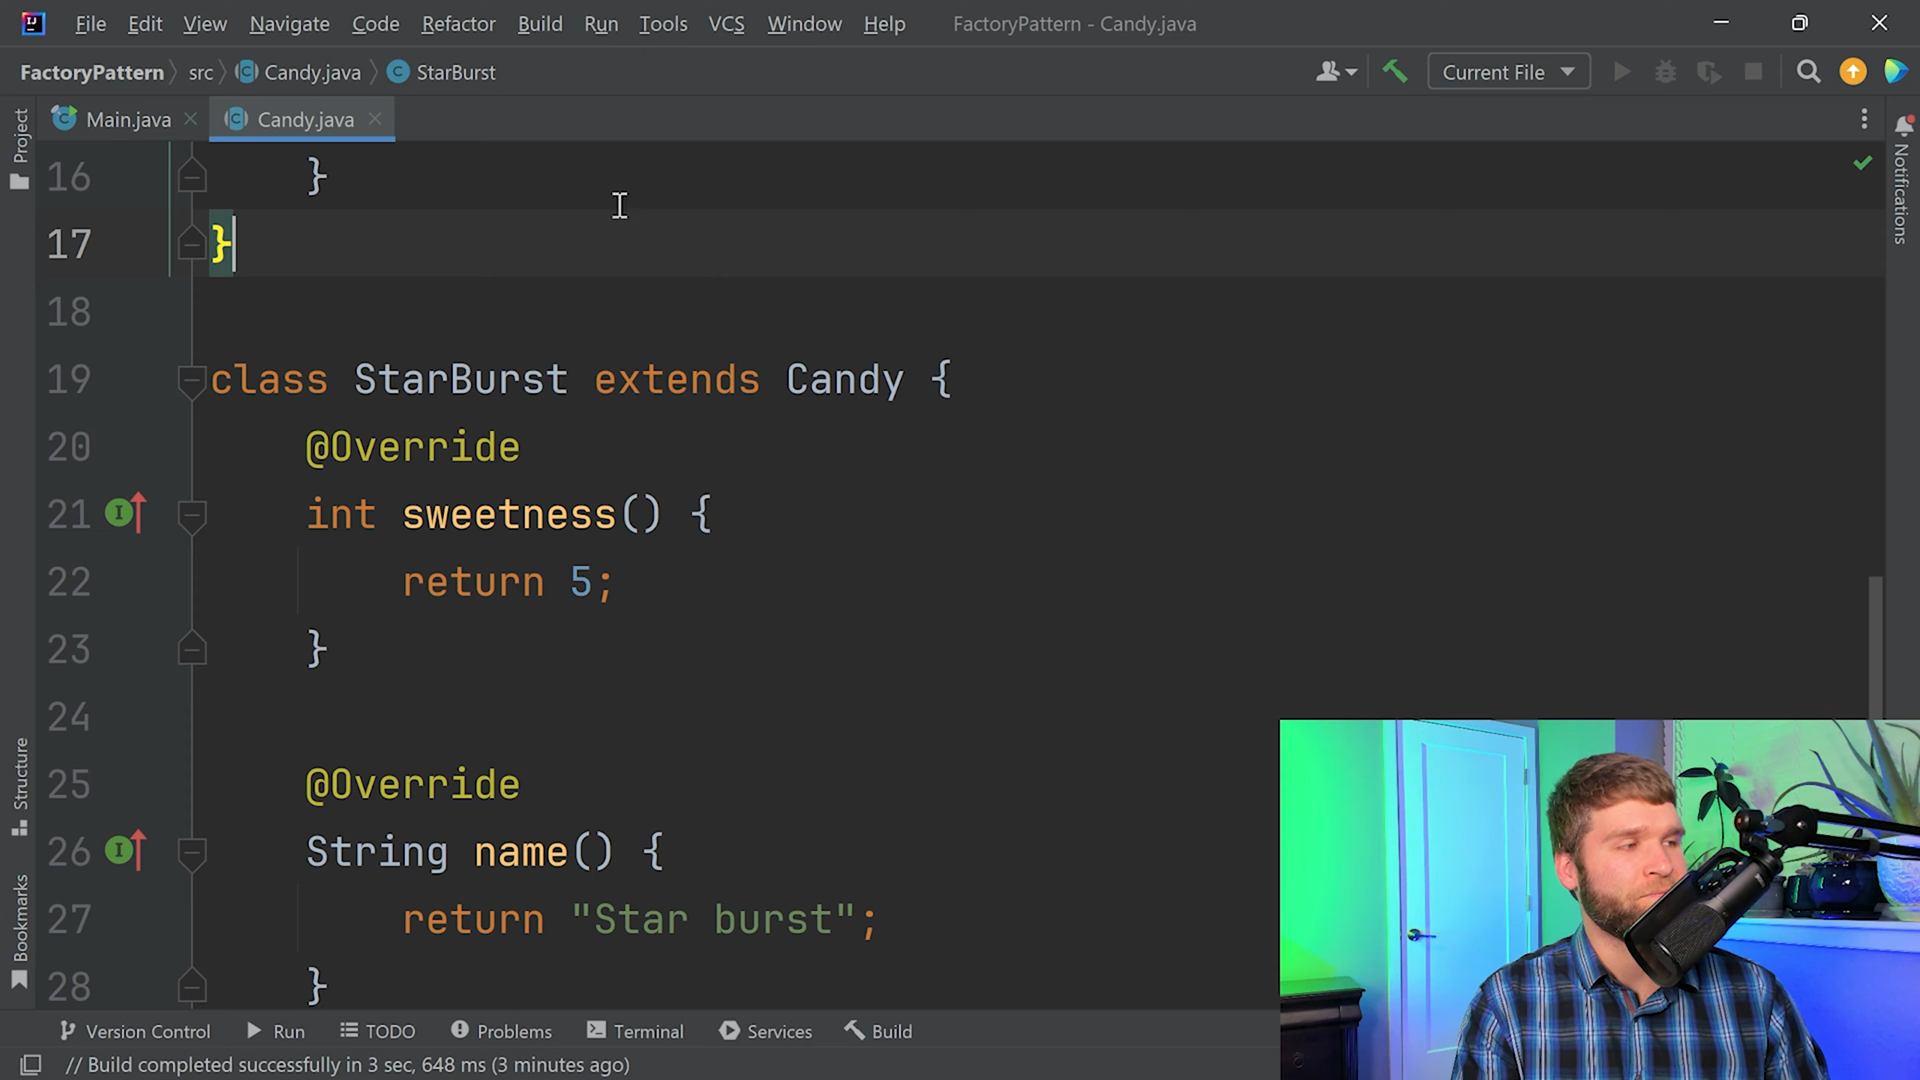 File Edit View Navigate Code Refactor Build Run Tools VCS Window Help FactoryPattern - Candy.java
FactoryPattern src Candy.java StarBurst Current File
Main.java Candy.java
Project
Structure
Bookmarks
Notifications
16 }
17 }
18
19 class StarBurst extends Candy {
20 @Override
21 int sweetness() {
22 return 5;
23 }
24
25 @Override
26 String name() {
27 return "Star burst";
28 }
Version Control Run TODO Problems Terminal Services Build
// Build completed successfully in 3 sec, 648 ms (3 minutes ago)